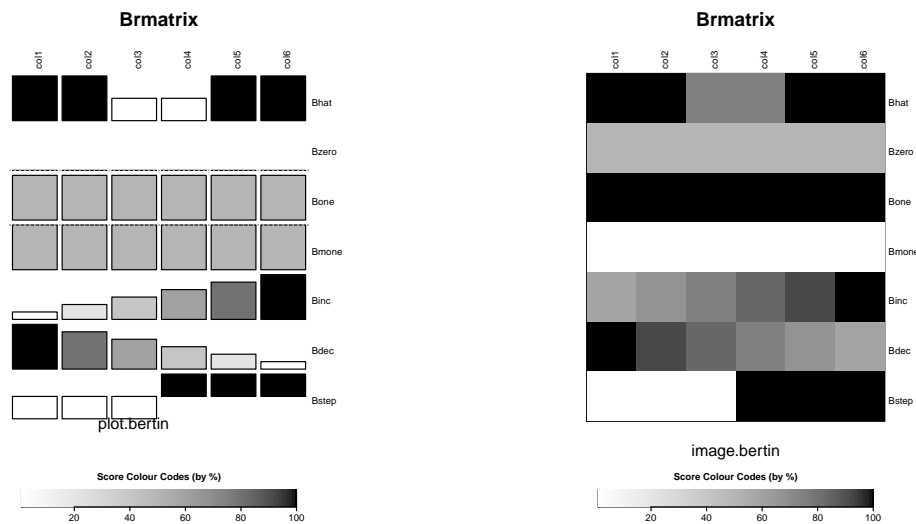 Brmatrix
col1 col2 col3 col4 col5 col6
Bhat
Bzero
Bone
Bmone
Binc
Bdec
Bstep
plot.bertin
Score Colour Codes (by %)
20 40 60 80 100
Brmatrix
col1 col2 col3 col4 col5 col6
Bhat
Bzero
Bone
Bmone
Binc
Bdec
Bstep
image.bertin
Score Colour Codes (by %)
20 40 60 80 100